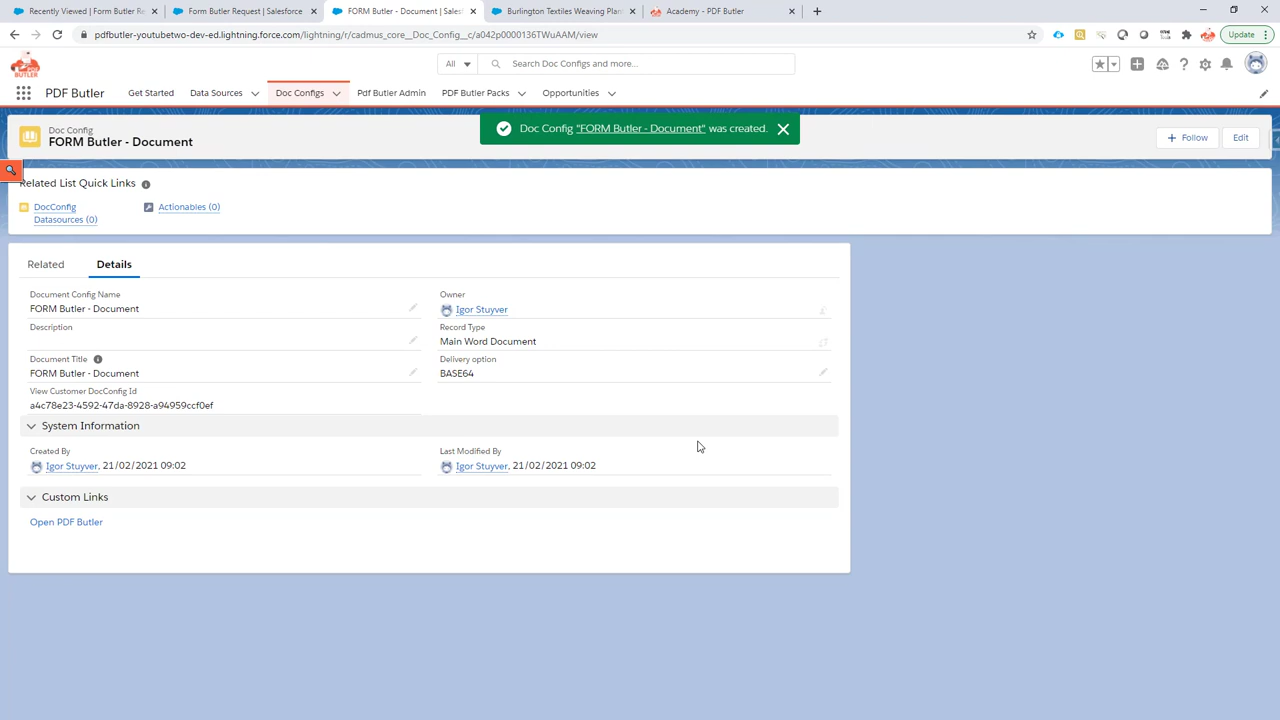 Recently Viewed | Form Butler Re
Form Butler Request | Salesforce
FORM Butler - Document | Sales
Burlington Textiles Weaving Plan
Academy - PDF Butler
pdfbutler-youtubetwo-dev-ed.lightning.force.com/lightning/r/cadmus_core__Doc_Config__c/a042p0000136TWuAAM/view
Update
PDF BUTLER
All
Search Doc Configs and more...
PDF Butler
Get Started
Data Sources
Doc Configs
Pdf Butler Admin
PDF Butler Packs
Opportunities
Doc Config "FORM Butler - Document" was created.
Doc Config
FORM Butler - Document
Follow
Edit
Related List Quick Links
DocConfig
Datasources (0)
Actionables (0)
Related
Details
Document Config Name
FORM Butler - Document
Owner
Igor Stuyver
Description
Record Type
Main Word Document
Document Title
FORM Butler - Document
Delivery option
BASE64
View Customer DocConfig Id
a4c78e23-4592-47da-8928-a94959ccf0ef
System Information
Created By
Igor Stuyver, 21/02/2021 09:02
Last Modified By
Igor Stuyver, 21/02/2021 09:02
Custom Links
Open PDF Butler